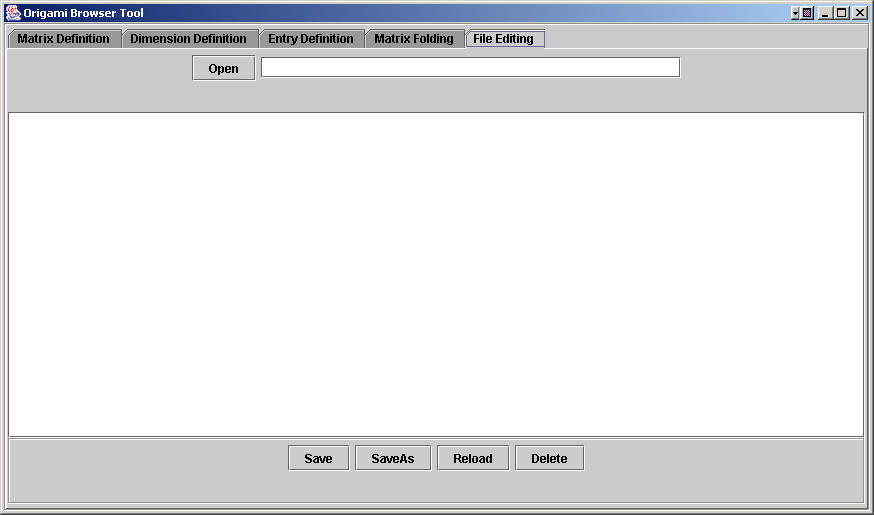 Origami Browser Tool
Matrix Definition Dimension Definition Entry Definition Matrix Folding File Editing
Open
Save SaveAs Reload Delete